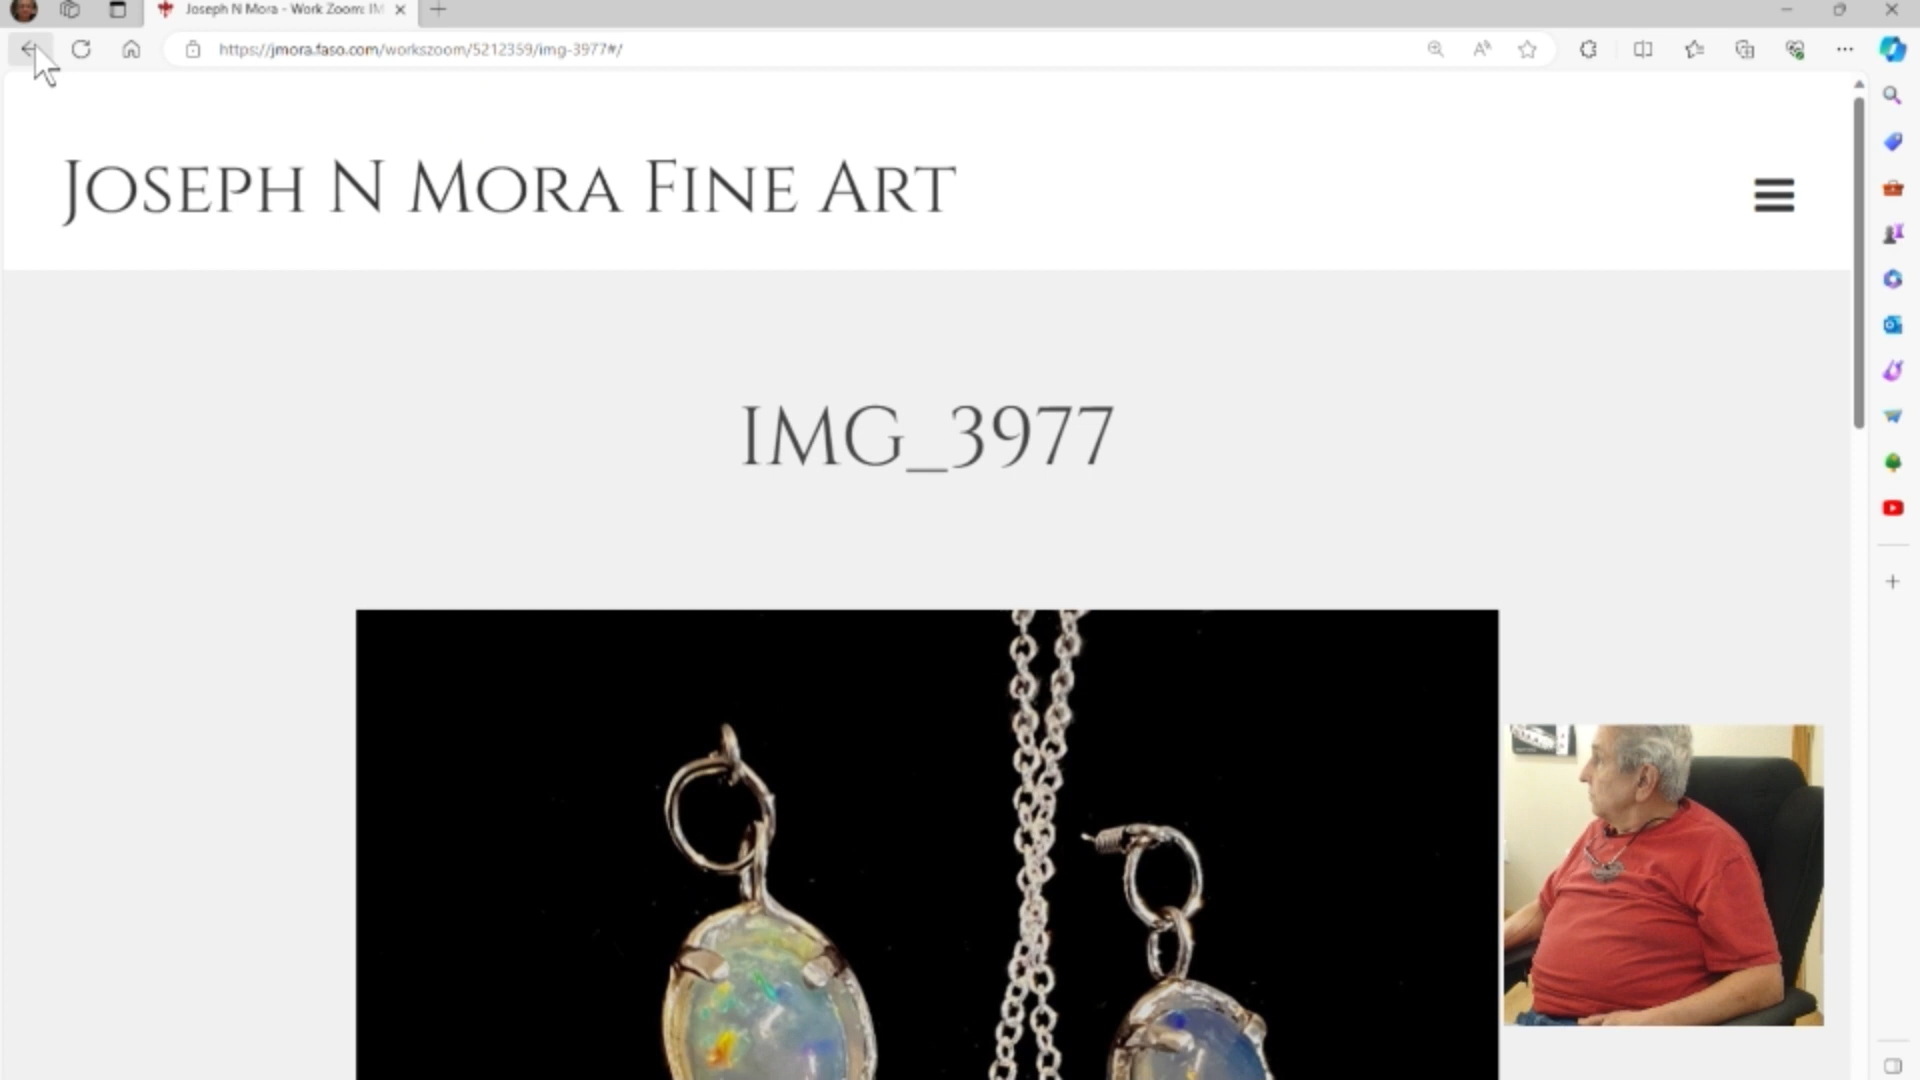 Joseph N Mora - Work Zoom: IM
https://jmora.faso.com/workszoom/5212359/img-3977#/
JOSEPH N MORA FINE ART
IMG_3977